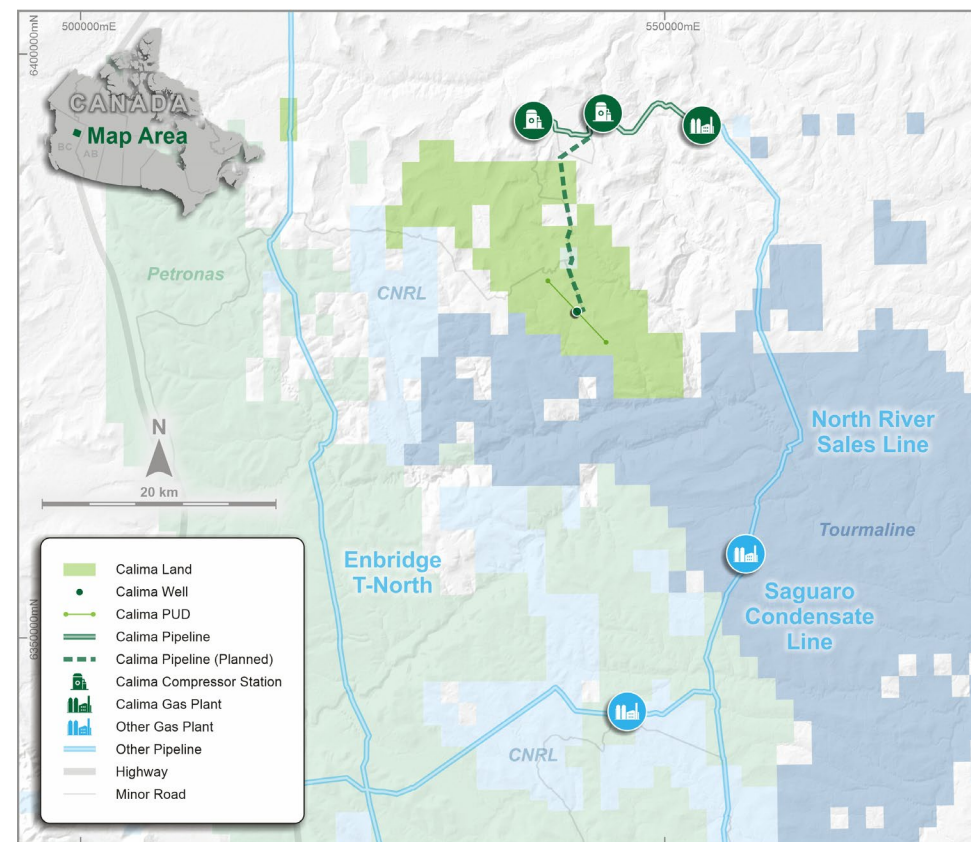 500000mE
550000mE
6400000mN
CANADA
Map Area
BC
AB
Petronas
CNRL
N
20 km
North River
Sales Line
Tourmaline
Enbridge
T-North
Saguaro
Condensate
Line
6350000mN
CNRL
Calima Land
Calima Well
Calima PUD
Calima Pipeline
Calima Pipeline (Planned)
Calima Compressor Station
Calima Gas Plant
Other Gas Plant
Other Pipeline
Highway
Minor Road